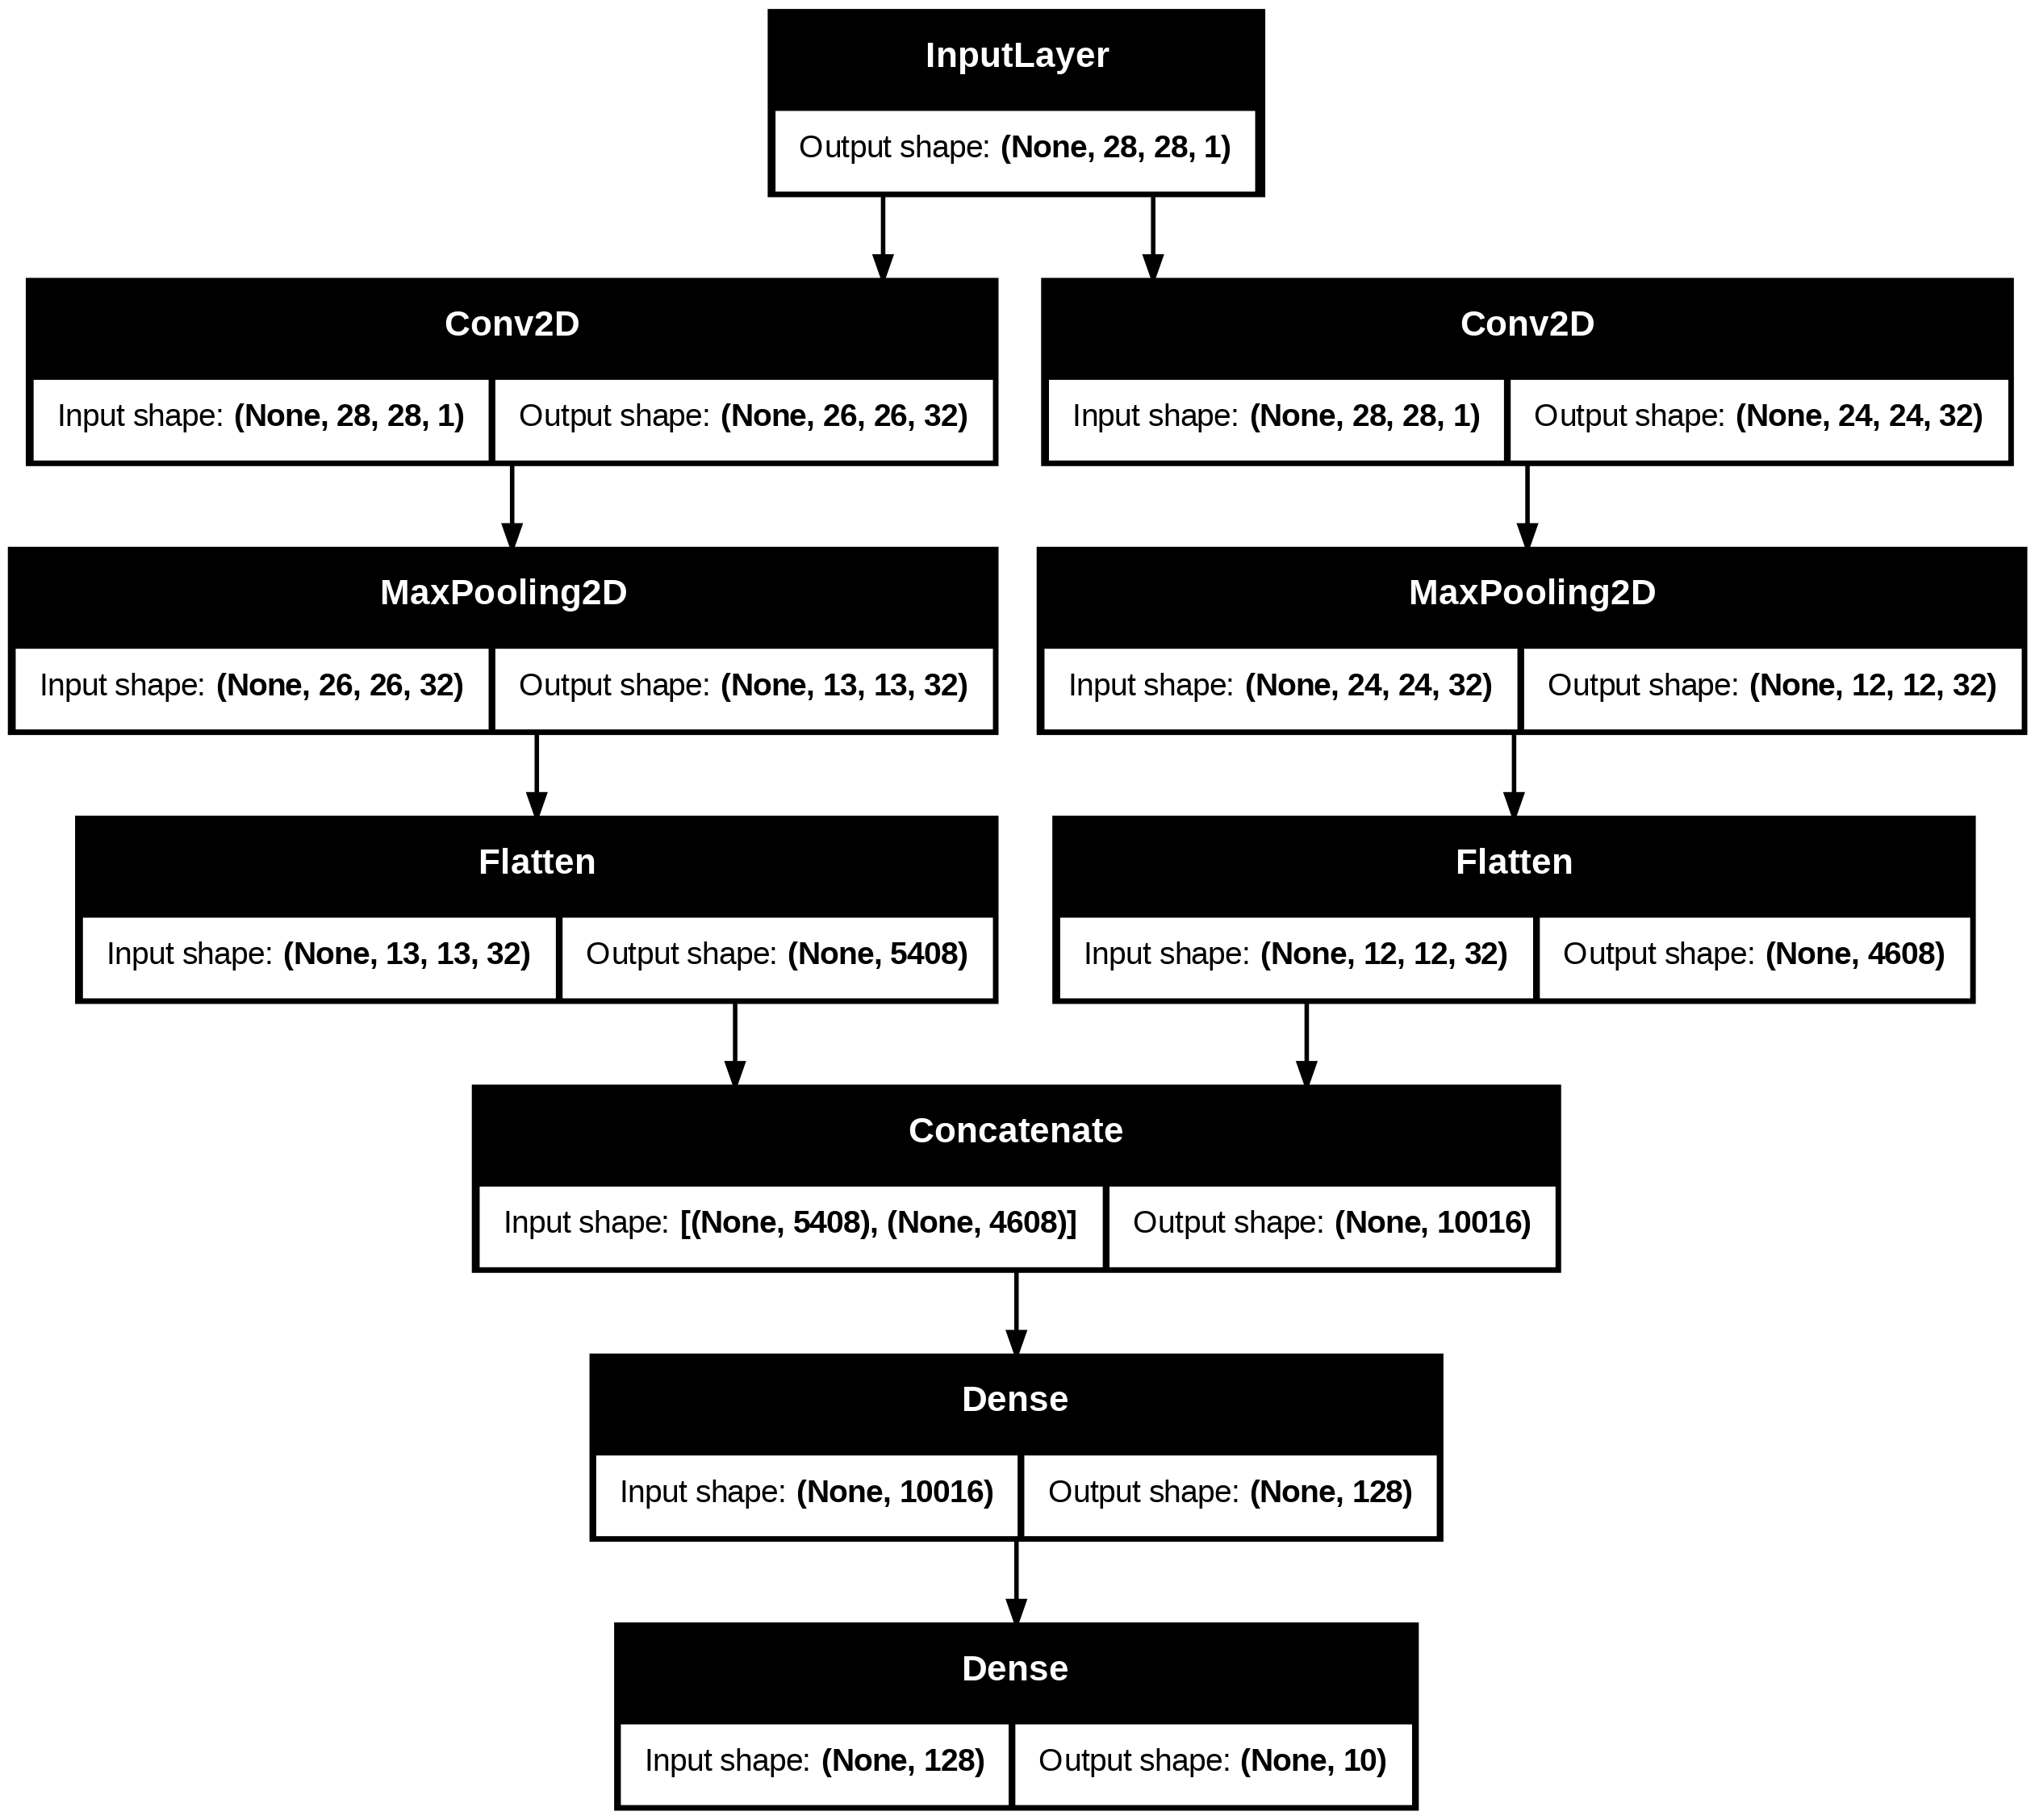 InputLayer
Output shape: (None, 28, 28, 1)
Conv2D
Input shape: (None, 28, 28, 1) Output shape: (None, 26, 26, 32)
Conv2D
Input shape: (None, 28, 28, 1) Output shape: (None, 24, 24, 32)
MaxPooling2D
Input shape: (None, 26, 26, 32) Output shape: (None, 13, 13, 32)
MaxPooling2D
Input shape: (None, 24, 24, 32) Output shape: (None, 12, 12, 32)
Flatten
Input shape: (None, 13, 13, 32) Output shape: (None, 5408)
Flatten
Input shape: (None, 12, 12, 32) Output shape: (None, 4608)
Concatenate
Input shape: [(None, 5408), (None, 4608)] Output shape: (None, 10016)
Dense
Input shape: (None, 10016) Output shape: (None, 128)
Dense
Input shape: (None, 128) Output shape: (None, 10)